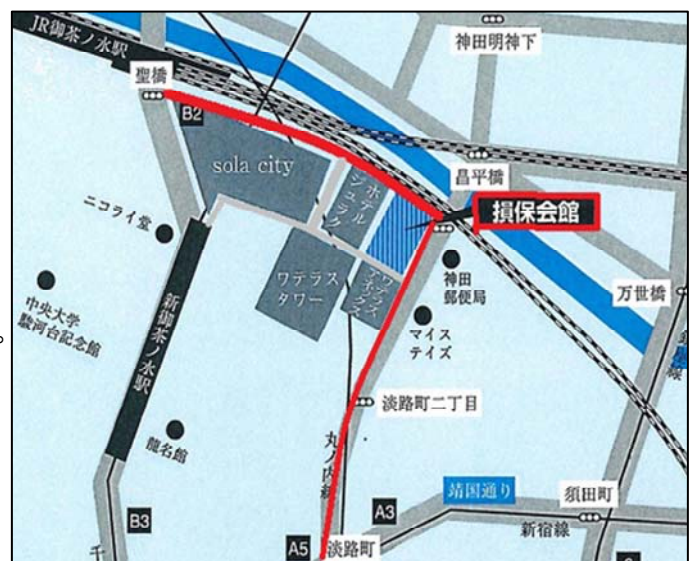 JR御茶ノ水駅
神田明神下
聖橋
B2
sola city
昌平橋
損保会館
ホテル
ジュラク
ニコライ堂
ワテラス
タワー
ワテラス
アネックス
神田
郵便局
万世橋
中央大学
駿河台記念館
新御茶ノ水駅
マイス
テイズ
淡路町二丁目
龍名館
丸ノ内線
靖国通り
須田町
A3
新宿線
B3
千
A5
淡路町
。